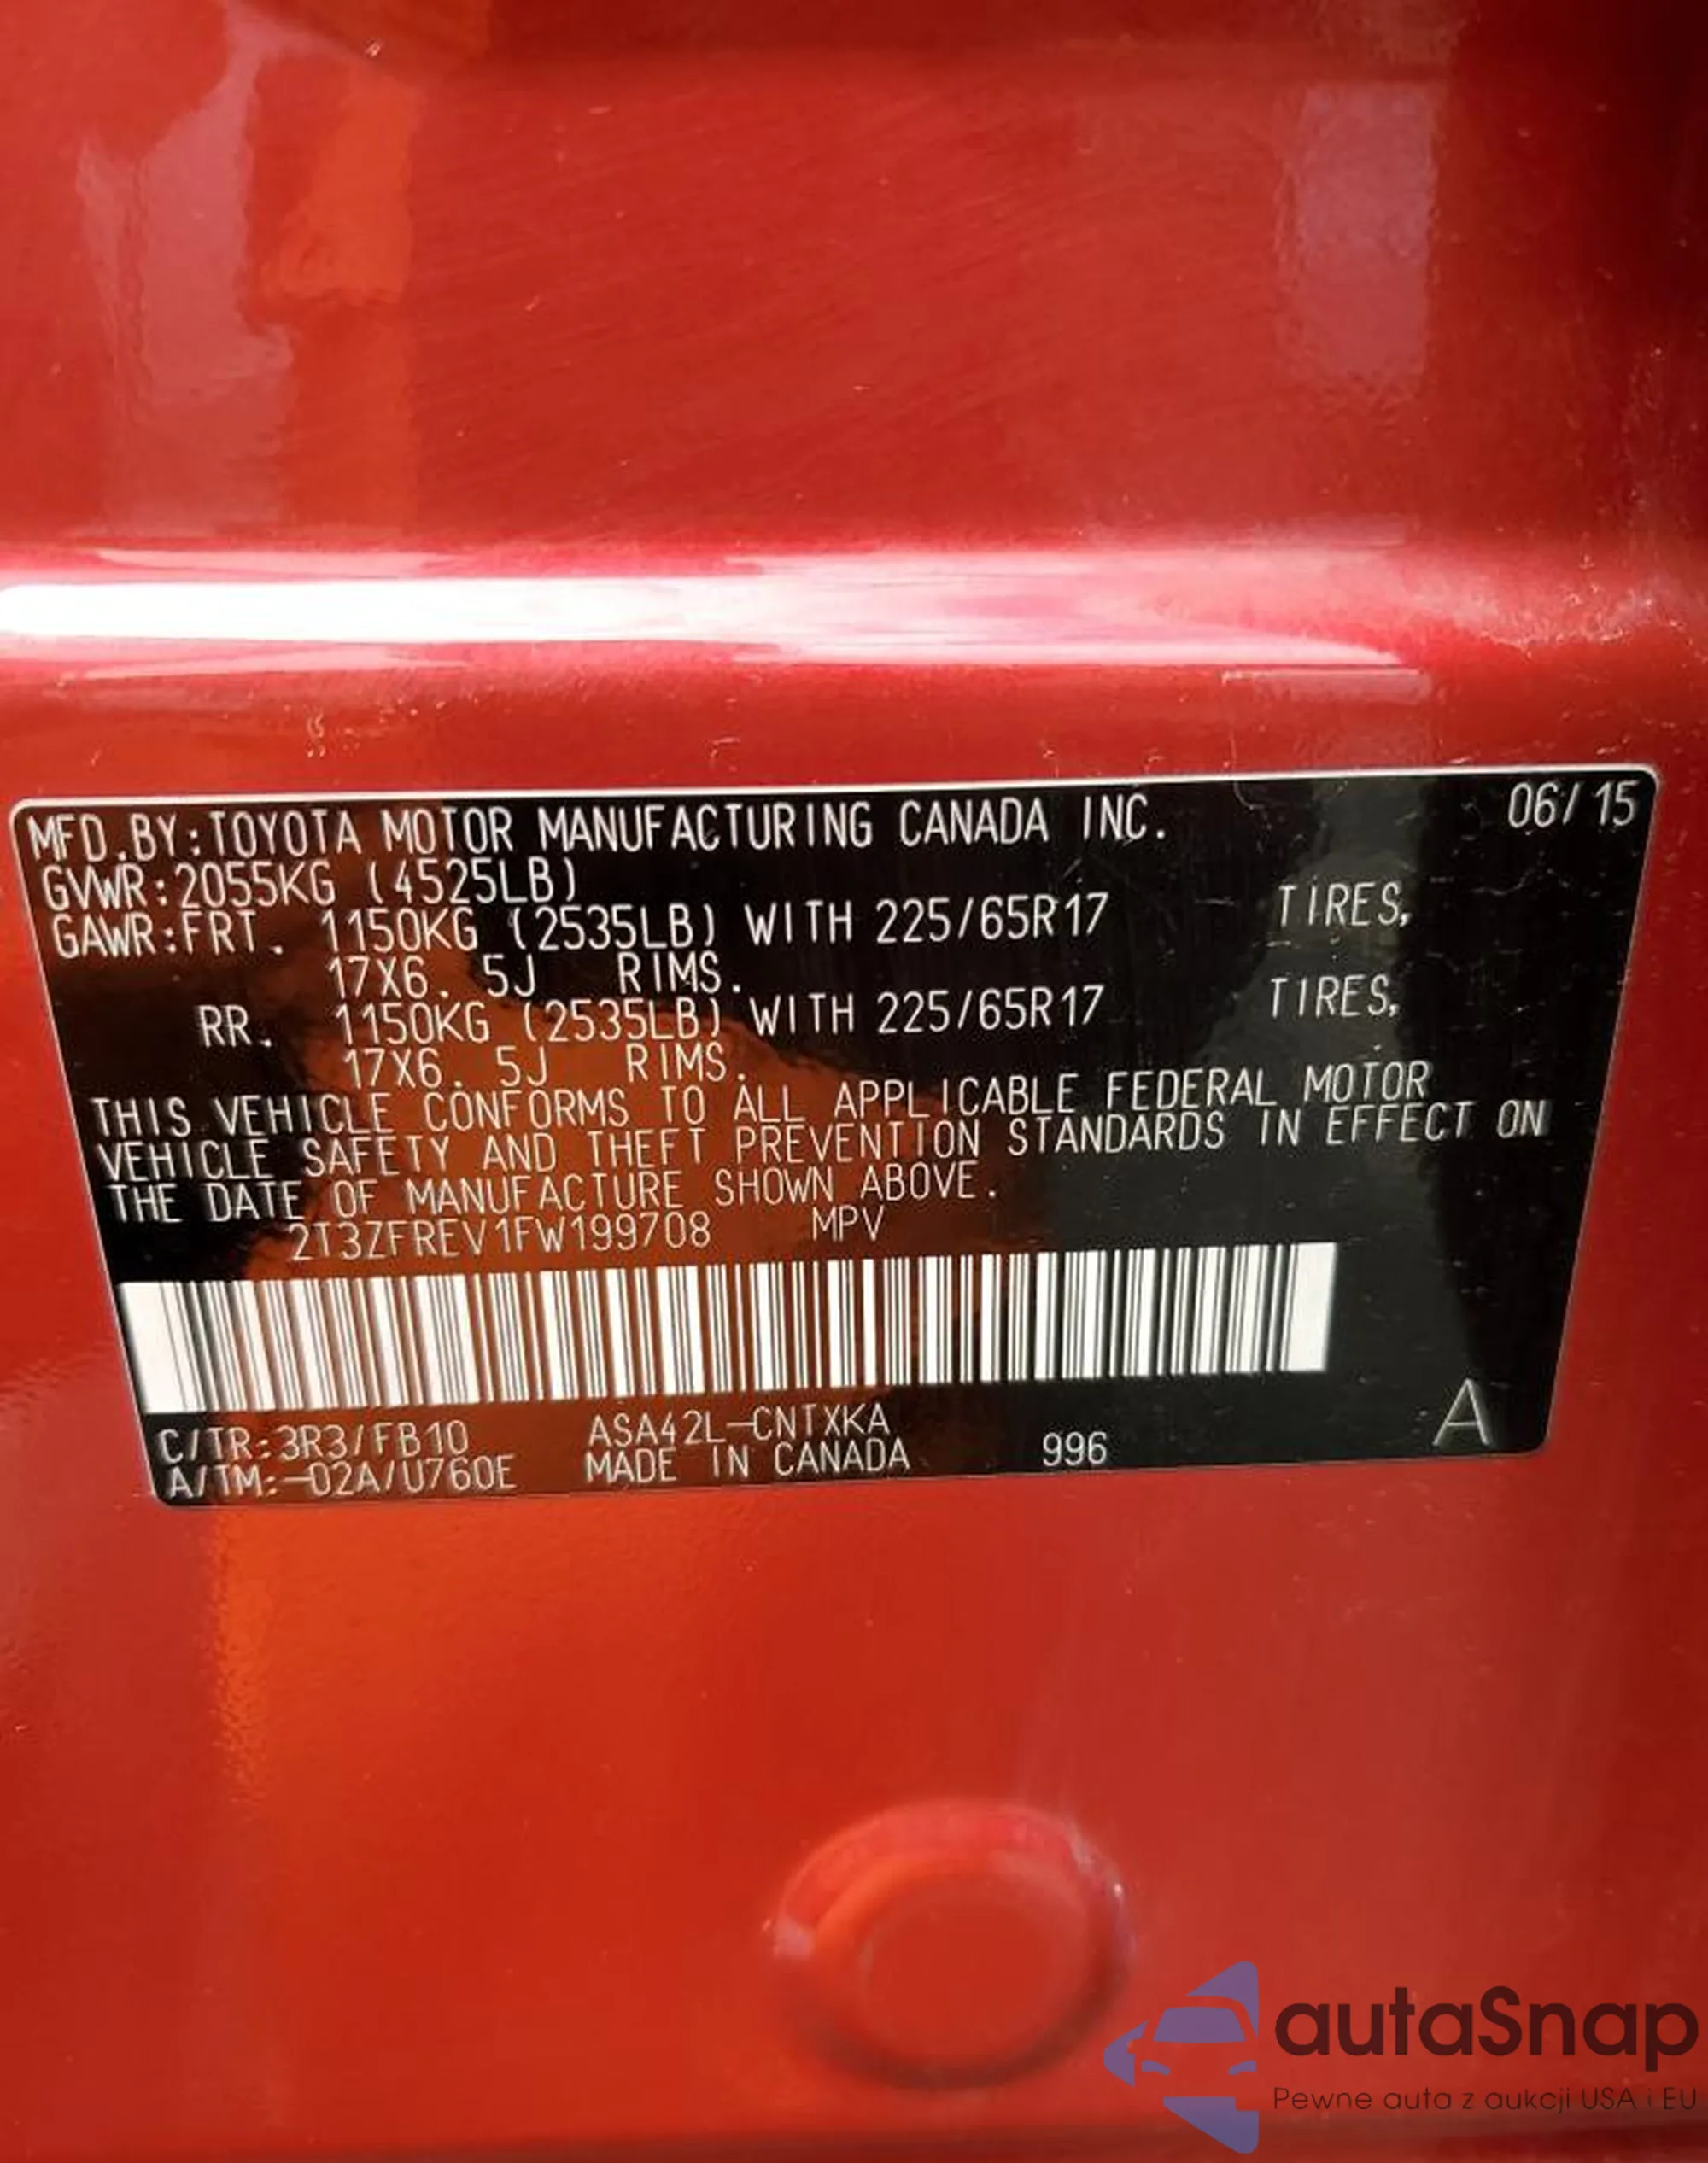 MFD.BY:TOYOTA MOTOR MANUFACTURING CANADA INC. 06/15
GVWR:2055KG (4525LB)
GAWR:FRT. 1150KG (2535LB) WITH 225/65R17 TIRES,
17X6.5J RIMS.
RR. 1150KG (2535LB) WITH 225/65R17 TIRES,
17X6.5J RIMS.
THIS VEHICLE CONFORMS TO ALL APPLICABLE FEDERAL MOTOR
VEHICLE SAFETY AND THEFT PREVENTION STANDARDS IN EFFECT ON
THE DATE OF MANUFACTURE SHOWN ABOVE.
2T3ZFREV1FW199708 MPV
C/TR:3R3/FB10 ASA42L-CNTXKA
A/TM:-02A/U760E MADE IN CANADA 996 A
autaSnap
Pewne auta z aukcji USA i EU